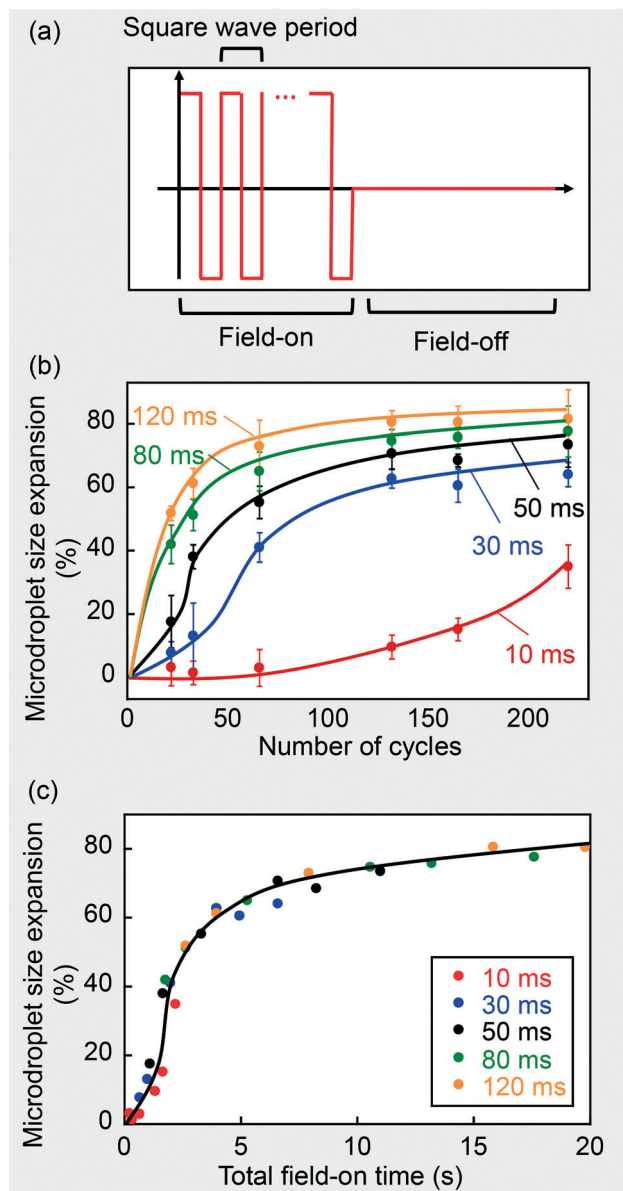 (a)
Square wave period
...
Field-on
Field-off
(b)
Microdroplet size expansion
(%)
80
60
40
20
0
120 ms
80 ms
50 ms
30 ms
10 ms
0
50
100
150
200
Number of cycles
(c)
Microdroplet size expansion
(%)
80
60
40
20
0
10 ms
30 ms
50 ms
80 ms
120 ms
0
5
10
15
20
Total field-on time (s)